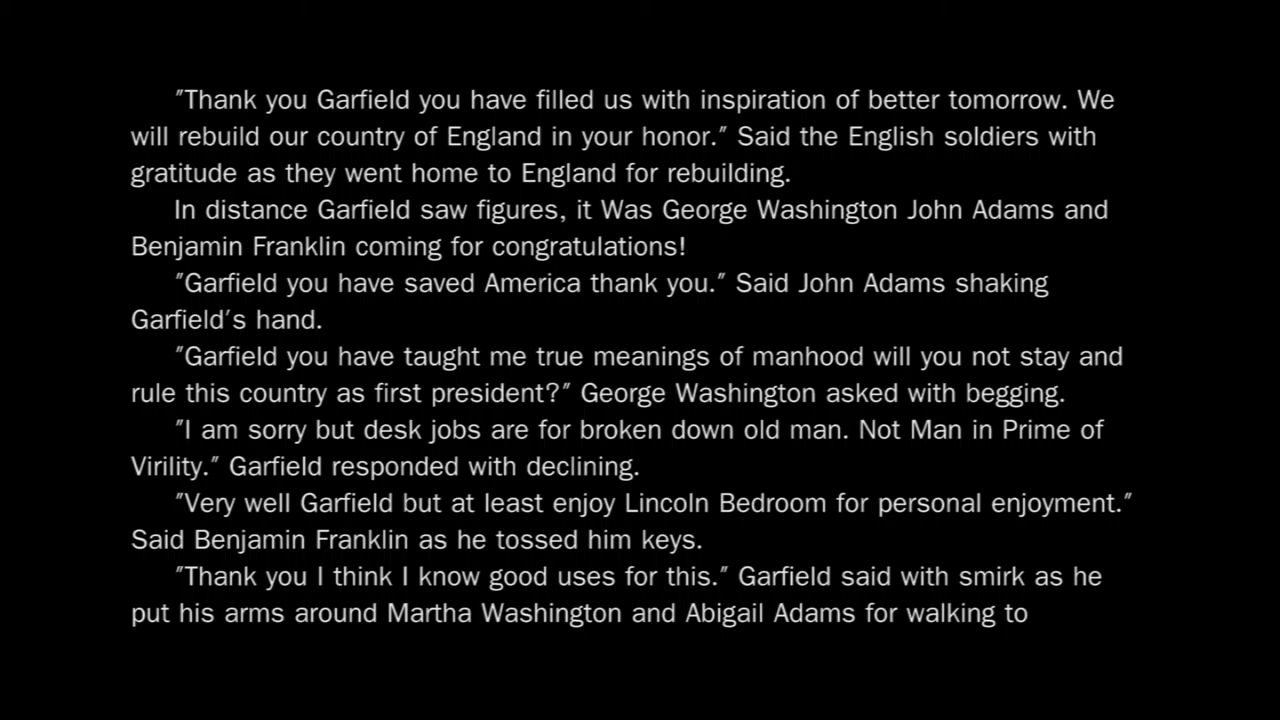 "Thank you Garfield you have filled us with inspiration of better tomorrow. We
will rebuild our country of England in your honor." Said the English soldiers with
gratitude as they went home to England for rebuilding.
In distance Garfield saw figures, it Was George Washington John Adams and
Benjamin Franklin coming for congratulations!
"Garfield you have saved America thank you." Said John Adams shaking
Garfield's hand.
"Garfield you have taught me true meanings of manhood will you not stay and
rule this country as first president?" George Washington asked with begging.
"I am sorry but desk jobs are for broken down old man. Not Man in Prime of
Virility." Garfield responded with declining.
"Very well Garfield but at least enjoy Lincoln Bedroom for personal enjoyment."
Said Benjamin Franklin as he tossed him keys.
"Thank you I think I know good uses for this." Garfield said with smirk as he
put his arms around Martha Washington and Abigail Adams for walking to